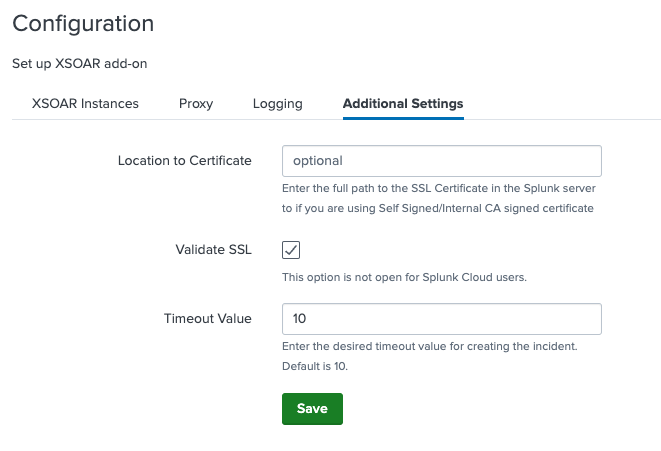 Configuration
Set up XSOAR add-on
XSOAR Instances Proxy Logging Additional Settings
Location to Certificate optional
Enter the full path to the SSL Certificate in the Splunk server
to if you are using Self Signed/Internal CA signed certificate
Validate SSL
This option is not open for Splunk Cloud users.
Timeout Value 10
Enter the desired timeout value for creating the incident.
Default is 10.
Save